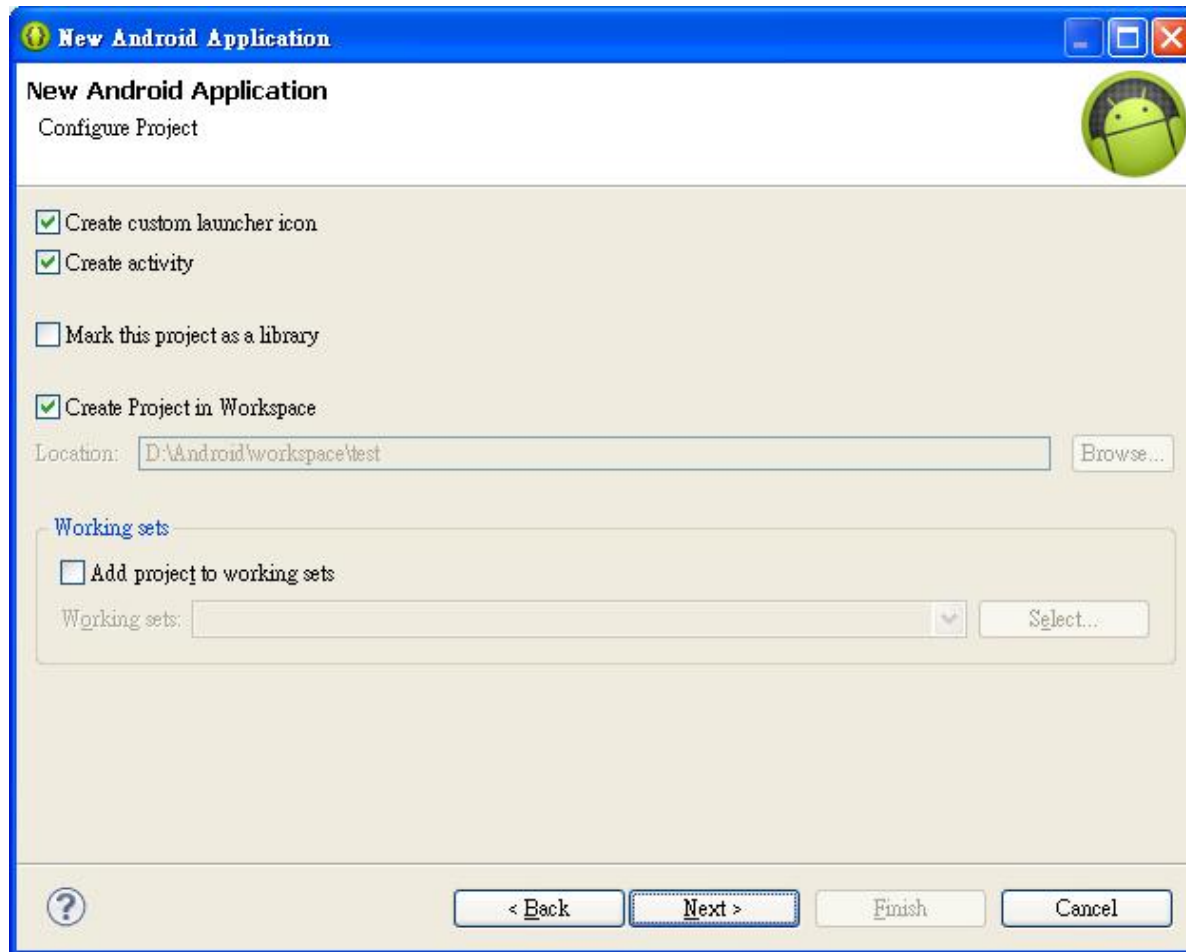 New Android Application
New Android Application
Configure Project
Create custom launcher icon
Create activity
Mark this project as a library
Create Project in Workspace
Location: D:\Android\workspace\test Browse...
Working sets
Add project to working sets
Working sets: Select...
? < Back Next > Finish Cancel